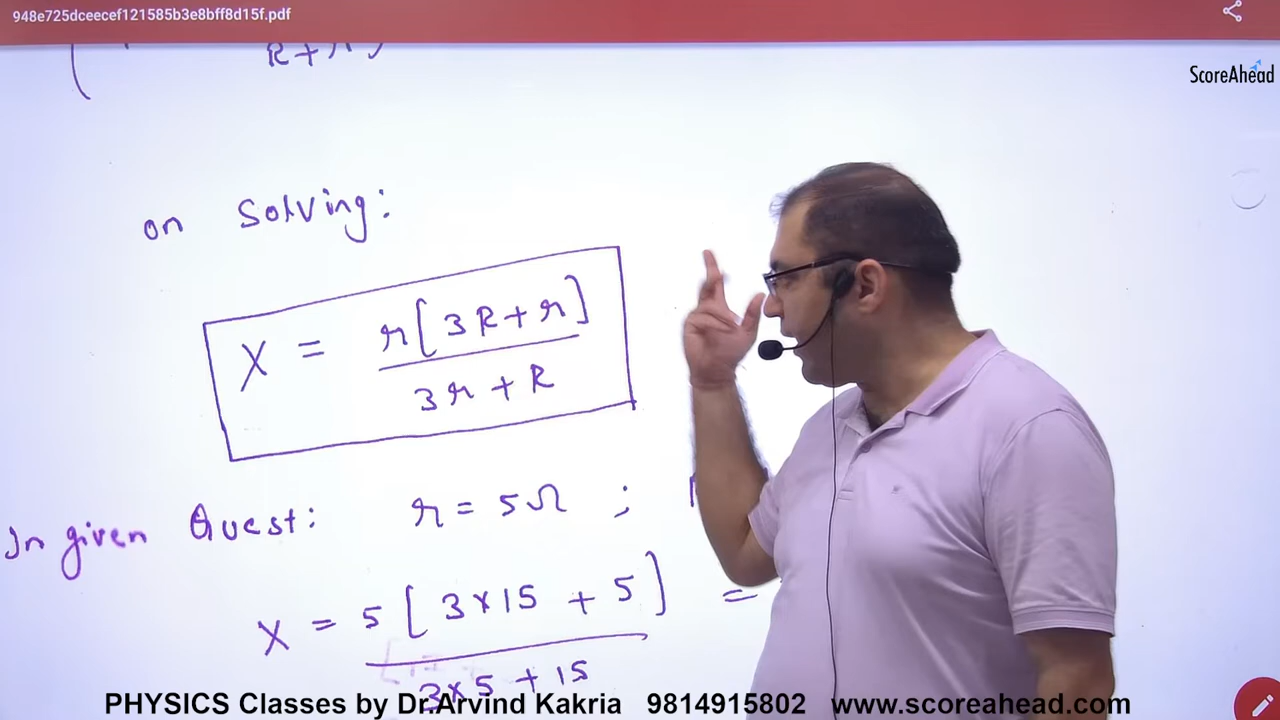 948e725dceecef121585b3e8bff8d15f.pdf
ScoreAhead
R + r
on Solving:
X = r[3R+r]
3r + R
In given Quest: r = 5Ω ;
X = 5 [ 3×15 + 5 ] =
3×5 + 15
PHYSICS Classes by Dr.Arvind Kakria 9814915802 www.scoreahead.com